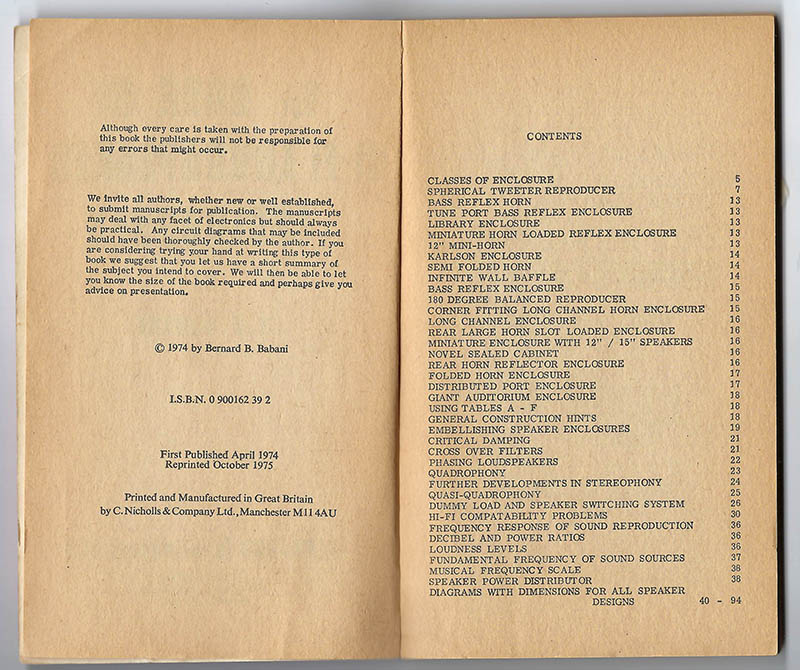 Although every care is taken with the preparation of
this book the publishers will not be responsible for
any errors that might occur.
We invite all authors, whether new or well established,
to submit manuscripts for publication. The manuscripts
may deal with any facet of electronics but should always
be practical. Any circuit diagrams that may be included
should have been thoroughly checked by the author. If you
are considering trying your hand at writing this type of
book we suggest that you let us have a short summary of
the subject you intend to cover. We will then be able to let
you know the size of the book required and perhaps give you
advice on presentation.
© 1974 by Bernard B. Babani
I.S.B.N. 0 900162 39 2
First Published April 1974
Reprinted October 1975
Printed and Manufactured in Great Britain
by C. Nicholls & Company Ltd., Manchester M11 4AU
CONTENTS
CLASSES OF ENCLOSURE 5
SPHERICAL TWEETER REPRODUCER 7
BASS REFLEX HORN 13
TUNE PORT BASS REFLEX ENCLOSURE 13
LIBRARY ENCLOSURE 13
MINIATURE HORN LOADED REFLEX ENCLOSURE 13
12" MINI-HORN 13
KARLSON ENCLOSURE 14
SEMI FOLDED HORN 14
INFINITE WALL BAFFLE 14
BASS REFLEX ENCLOSURE 15
180 DEGREE BALANCED REPRODUCER 15
CORNER FITTING LONG CHANNEL HORN ENCLOSURE 15
LONG CHANNEL ENCLOSURE 16
REAR LARGE HORN SLOT LOADED ENCLOSURE 16
MINIATURE ENCLOSURE WITH 12" / 15" SPEAKERS 16
NOVEL SEALED CABINET 16
REAR HORN REFLECTOR ENCLOSURE 16
FOLDED HORN ENCLOSURE 17
DISTRIBUTED PORT ENCLOSURE 17
GIANT AUDITORIUM ENCLOSURE 18
USING TABLES A - F 18
GENERAL CONSTRUCTION HINTS 18
EMBELLISHING SPEAKER ENCLOSURES 19
CRITICAL DAMPING 21
CROSS OVER FILTERS 21
PHASING LOUDSPEAKERS 22
QUADROPHONY 23
FURTHER DEVELOPMENTS IN STEREOPHONY 24
QUASI-QUADROPHONY 25
DUMMY LOAD AND SPEAKER SWITCHING SYSTEM 26
HI-FI COMPATABILITY PROBLEMS 30
FREQUENCY RESPONSE OF SOUND REPRODUCTION 36
DECIBEL AND POWER RATIOS 36
LOUDNESS LEVELS 36
FUNDAMENTAL FREQUENCY OF SOUND SOURCES 37
MUSICAL FREQUENCY SCALE 38
SPEAKER POWER DISTRIBUTOR 38
DIAGRAMS WITH DIMENSIONS FOR ALL SPEAKER
DESIGNS 40 - 94